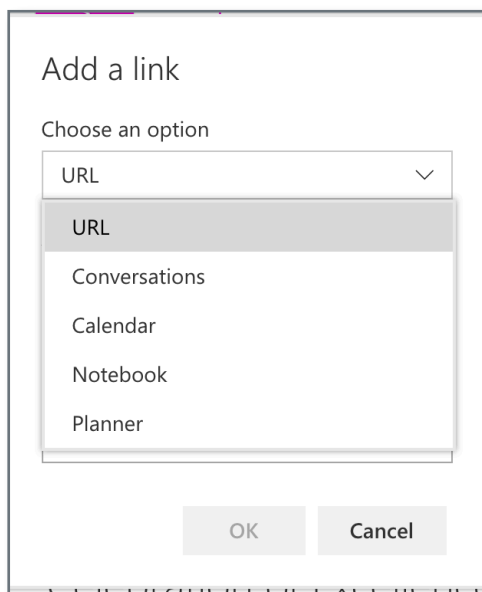 Add a link
Choose an option
URL
URL
Conversations
Calendar
Notebook
Planner
OK
Cancel